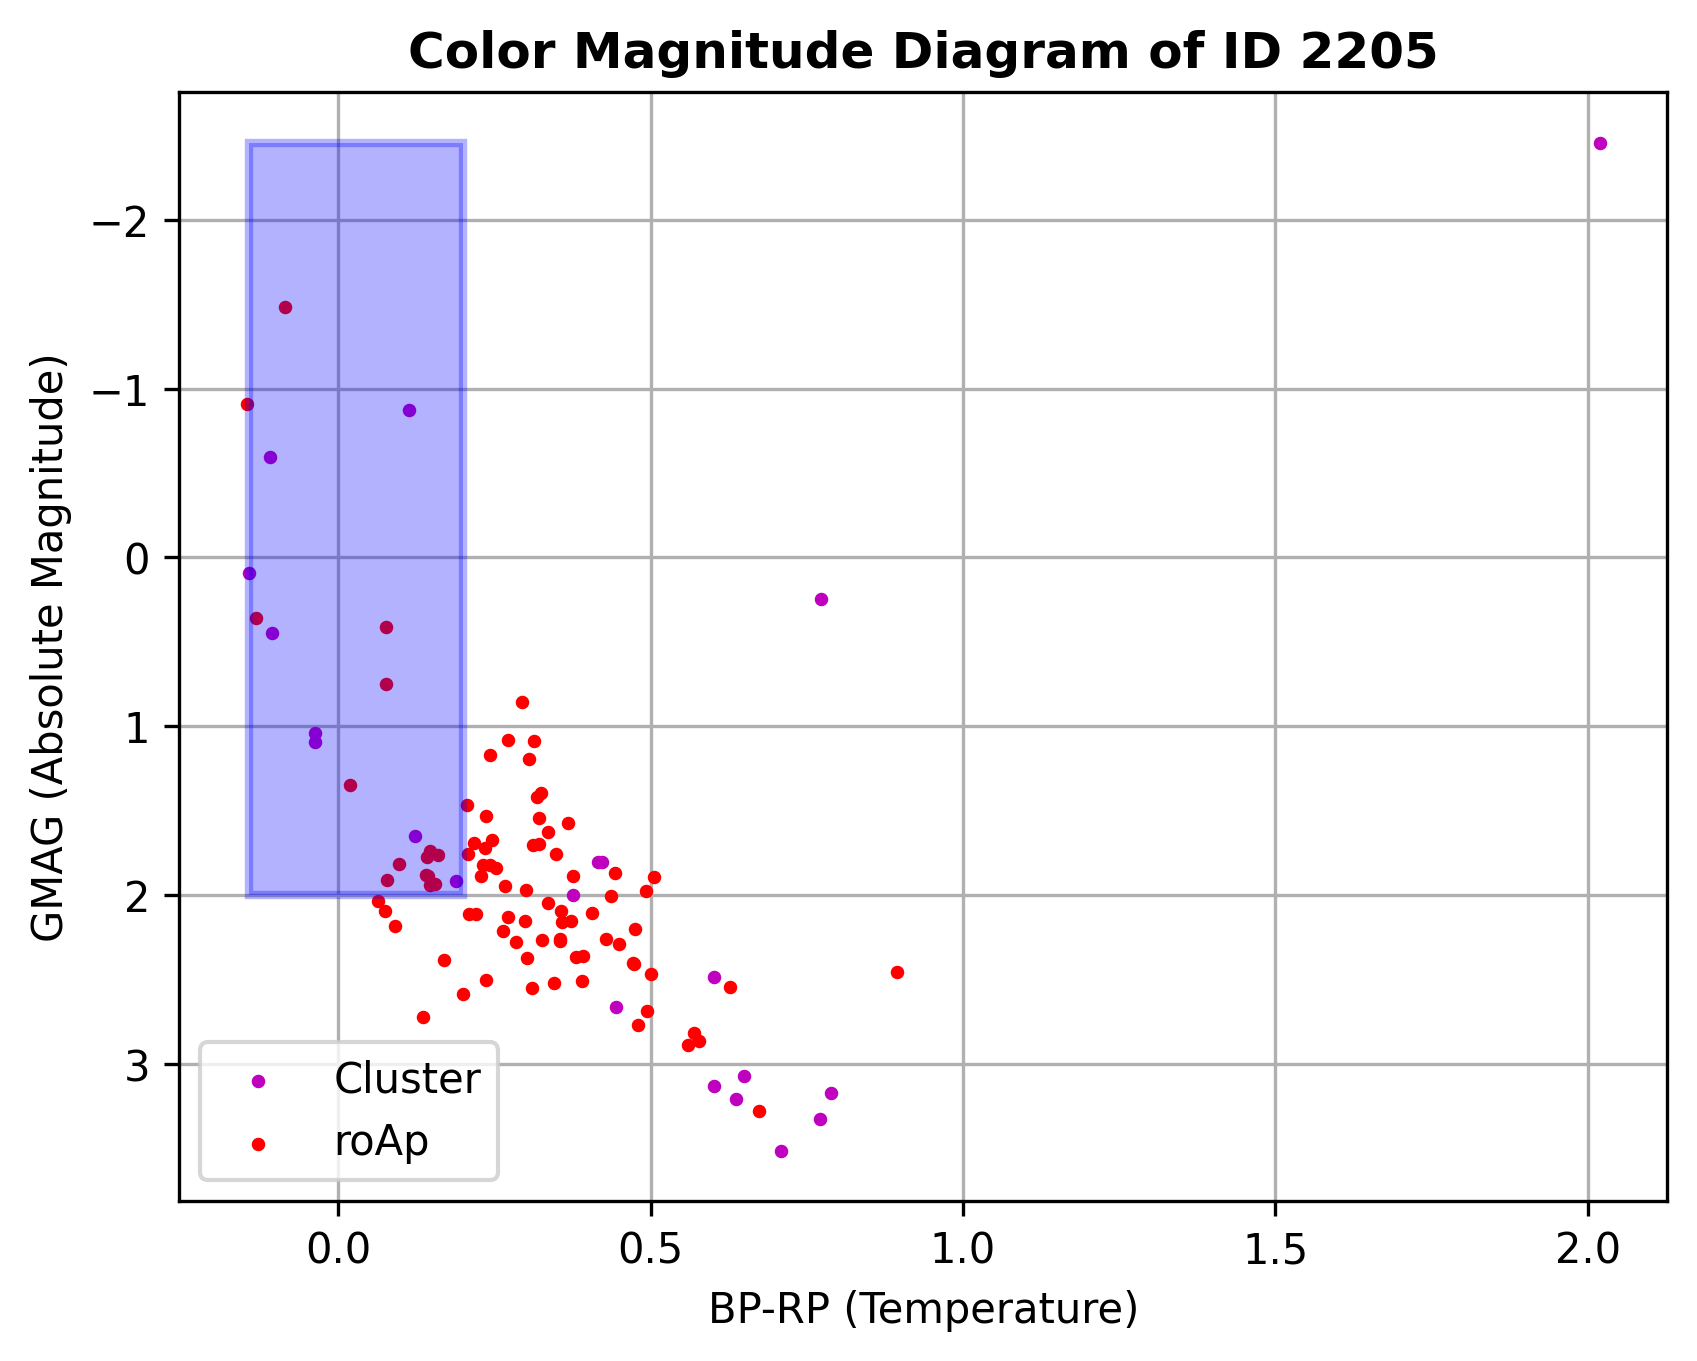 Color Magnitude Diagram of ID 2205
GMAG (Absolute Magnitude)
−2
−1
0
1
2
3
Cluster
roAp
0.0 0.5 1.0 1.5 2.0
BP-RP (Temperature)